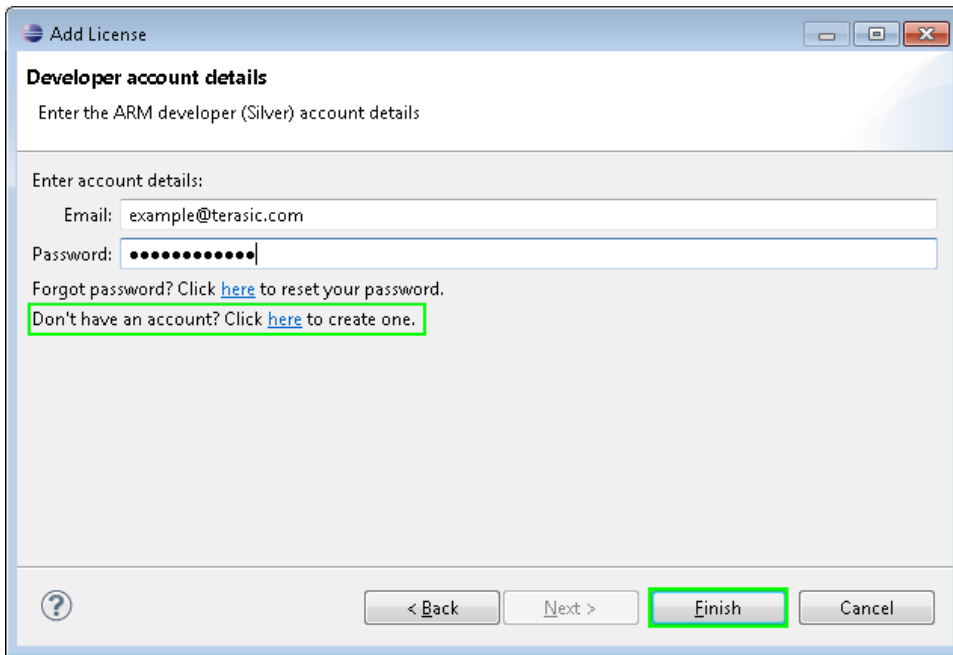 Add License
Developer account details
Enter the ARM developer (Silver) account details
Enter account details:
Email: example@terasic.com
Password: ●●●●●●●●●●●●
Forgot password? Click here to reset your password.
Don't have an account? Click here to create one.
? < Back Next > Finish Cancel